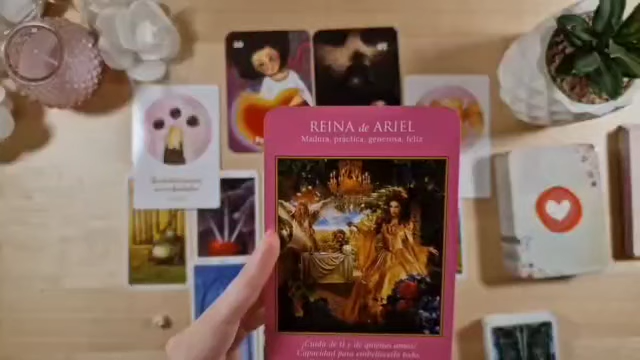 REINA de ARIEL
Madura, práctica, generosa, feliz
¡Cuida de ti y de quienes amas!
Capacidad para embellecerlo todo